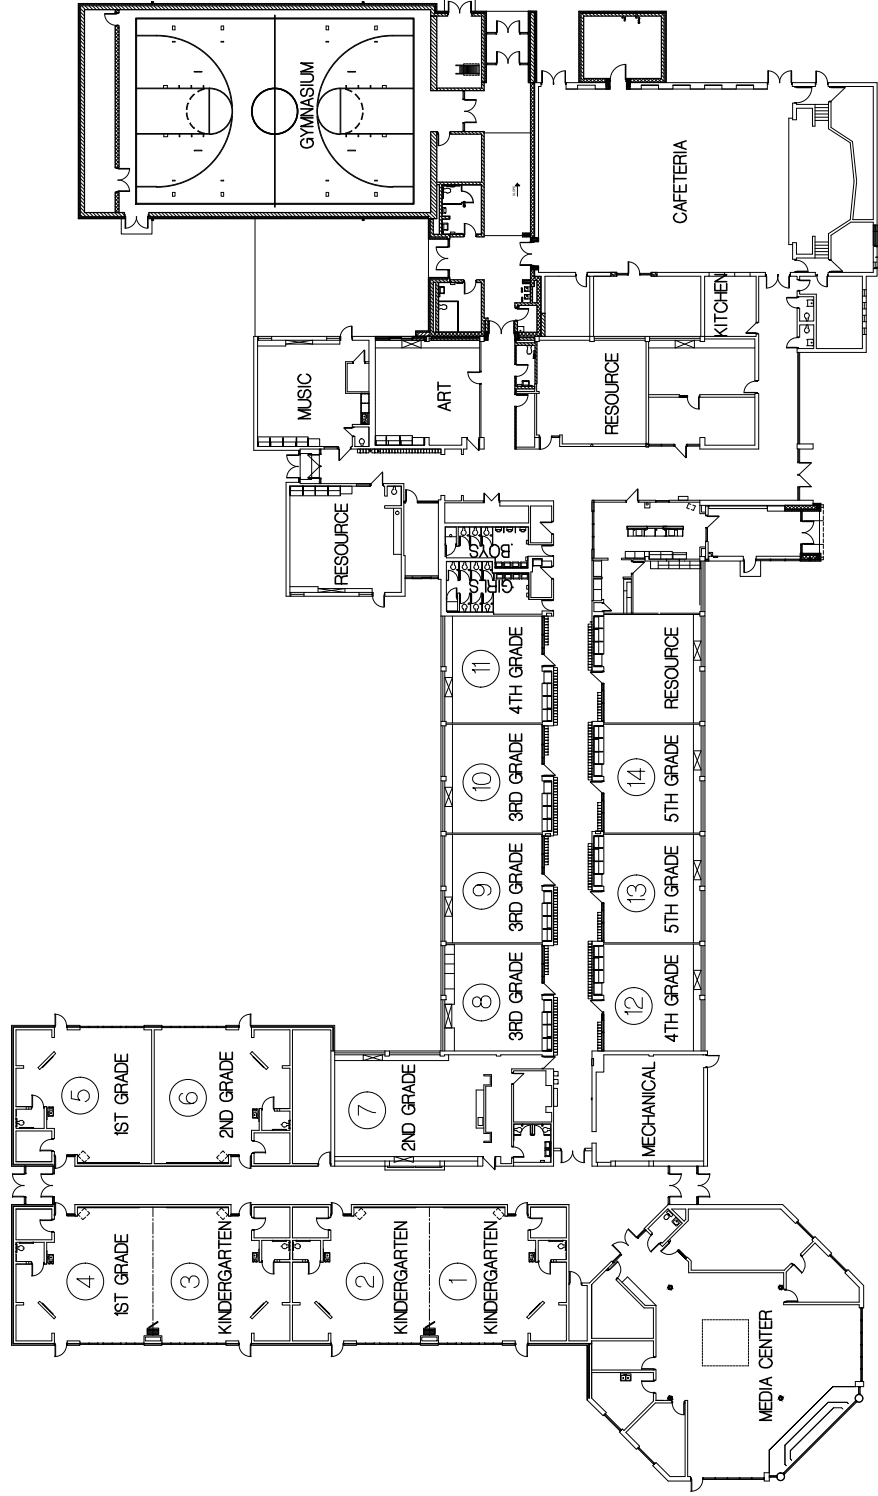 GYMNASIUM
CAFETERIA
KITCHEN
MUSIC
ART
RESOURCE
RESOURCE
BOYS
GIRLS
11
4TH GRADE
RESOURCE
10
3RD GRADE
14
5TH GRADE
9
3RD GRADE
13
5TH GRADE
8
3RD GRADE
12
4TH GRADE
5
1ST GRADE
6
2ND GRADE
7
2ND GRADE
MECHANICAL
4
1ST GRADE
3
KINDERGARTEN
2
KINDERGARTEN
1
KINDERGARTEN
MEDIA CENTER